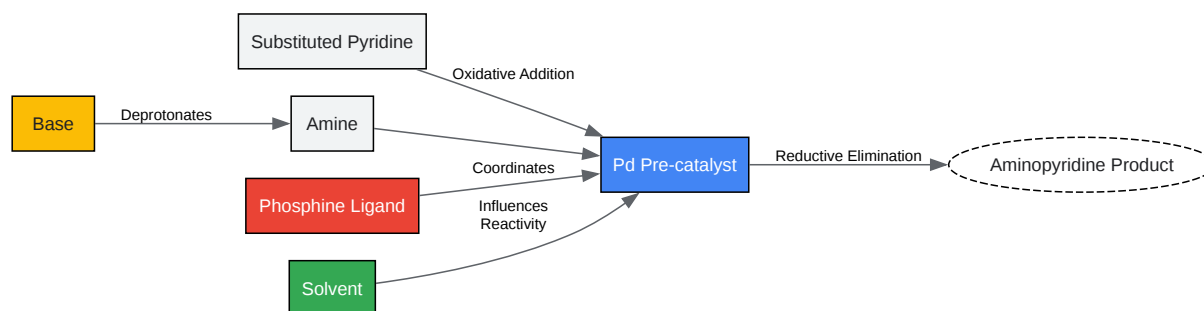 Substituted Pyridine
Oxidative Addition
Base
Deprotonates
Amine
Pd Pre-catalyst
Reductive Elimination
Aminopyridine Product
Coordinates
Phosphine Ligand
Influences
Reactivity
Solvent